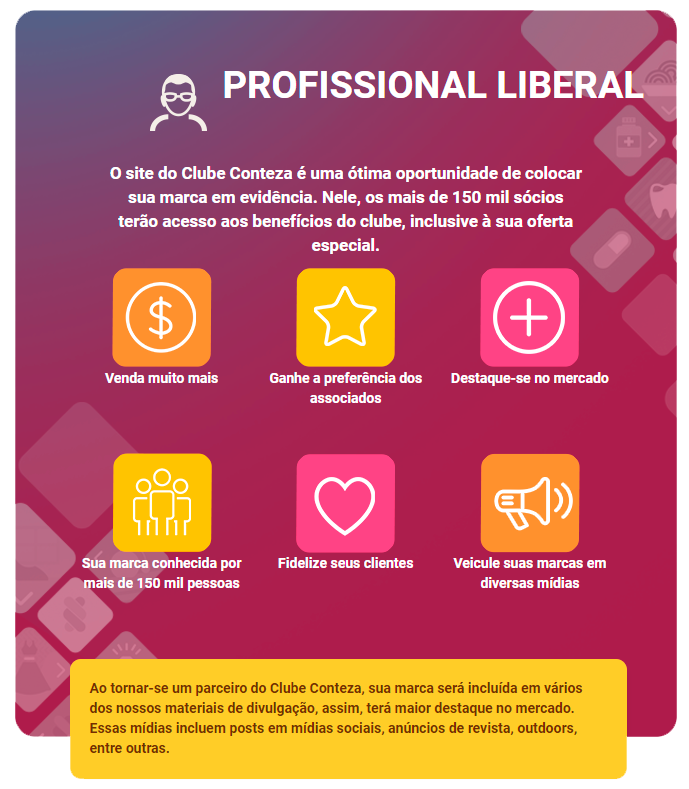 PROFISSIONAL LIBERAL
O site do Clube Conteza é uma ótima oportunidade de colocar
sua marca em evidência. Nele, os mais de 150 mil sócios
terão acesso aos benefícios do clube, inclusive à sua oferta
especial.
Venda muito mais
Ganhe a preferência dos
associados
Destaque-se no mercado
Sua marca conhecida por
mais de 150 mil pessoas
Fidelize seus clientes
Veicule suas marcas em
diversas mídias
Ao tornar-se um parceiro do Clube Conteza, sua marca será incluída em vários
dos nossos materiais de divulgação, assim, terá maior destaque no mercado.
Essas mídias incluem posts em mídias sociais, anúncios de revista, outdoors,
entre outras.